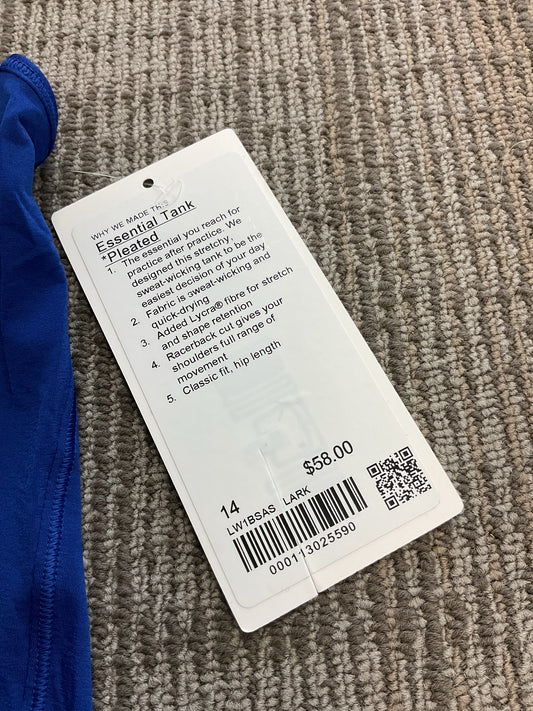 WHY WE MADE THIS
Essential Tank
*Pleated
1. The essential you reach for
practice after practice. We
designed this stretchy,
sweat-wicking tank to be the
easiest decision of your day
2. Fabric is sweat-wicking and
quick-drying
3. Added Lycra® fibre for stretch
and shape retention
4. Racerback cut gives your
shoulders full range of
movement
5. Classic fit, hip length
14 $58.00
LW1BSAS LARK
000113025590